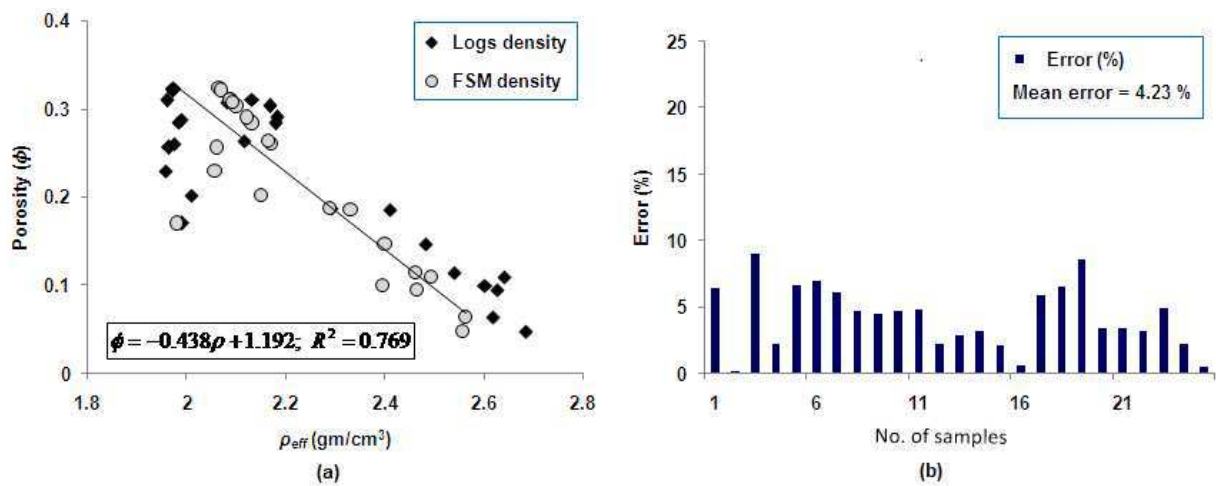 Porosity (ϕ)
0.4
0.3
0.2
0.1
0
Logs density
FSM density
ϕ = −0.438ρ + 1.192; R² = 0.769
1.8 2 2.2 2.4 2.6 2.8
ρeff (gm/cm³)
(a)
Error (%)
25
20
15
10
5
0
Error (%)
Mean error = 4.23 %
1 6 11 16 21
No. of samples
(b)